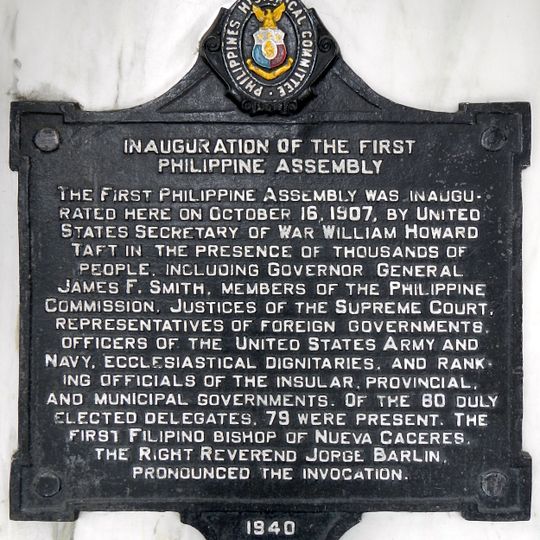 PHILIPPINES HISTORICAL COMMITTEE
INAUGURATION OF THE FIRST
PHILIPPINE ASSEMBLY
THE FIRST PHILIPPINE ASSEMBLY WAS INAUGU-
RATED HERE ON OCTOBER 16, 1907, BY UNITED
STATES SECRETARY OF WAR WILLIAM HOWARD
TAFT IN THE PRESENCE OF THOUSANDS OF
PEOPLE, INCLUDING GOVERNOR GENERAL
JAMES F. SMITH, MEMBERS OF THE PHILIPPINE
COMMISSION, JUSTICES OF THE SUPREME COURT,
REPRESENTATIVES OF FOREIGN GOVERNMENTS,
OFFICERS OF THE UNITED STATES ARMY AND
NAVY, ECCLESIASTICAL DIGNITARIES, AND RANK-
ING OFFICIALS OF THE INSULAR, PROVINCIAL,
AND MUNICIPAL GOVERNMENTS. OF THE 80 DULY
ELECTED DELEGATES, 79 WERE PRESENT. THE
FIRST FILIPINO BISHOP OF NUEVA CACERES,
THE RIGHT REVEREND JORGE BARLIN,
PRONOUNCED THE INVOCATION.
1940